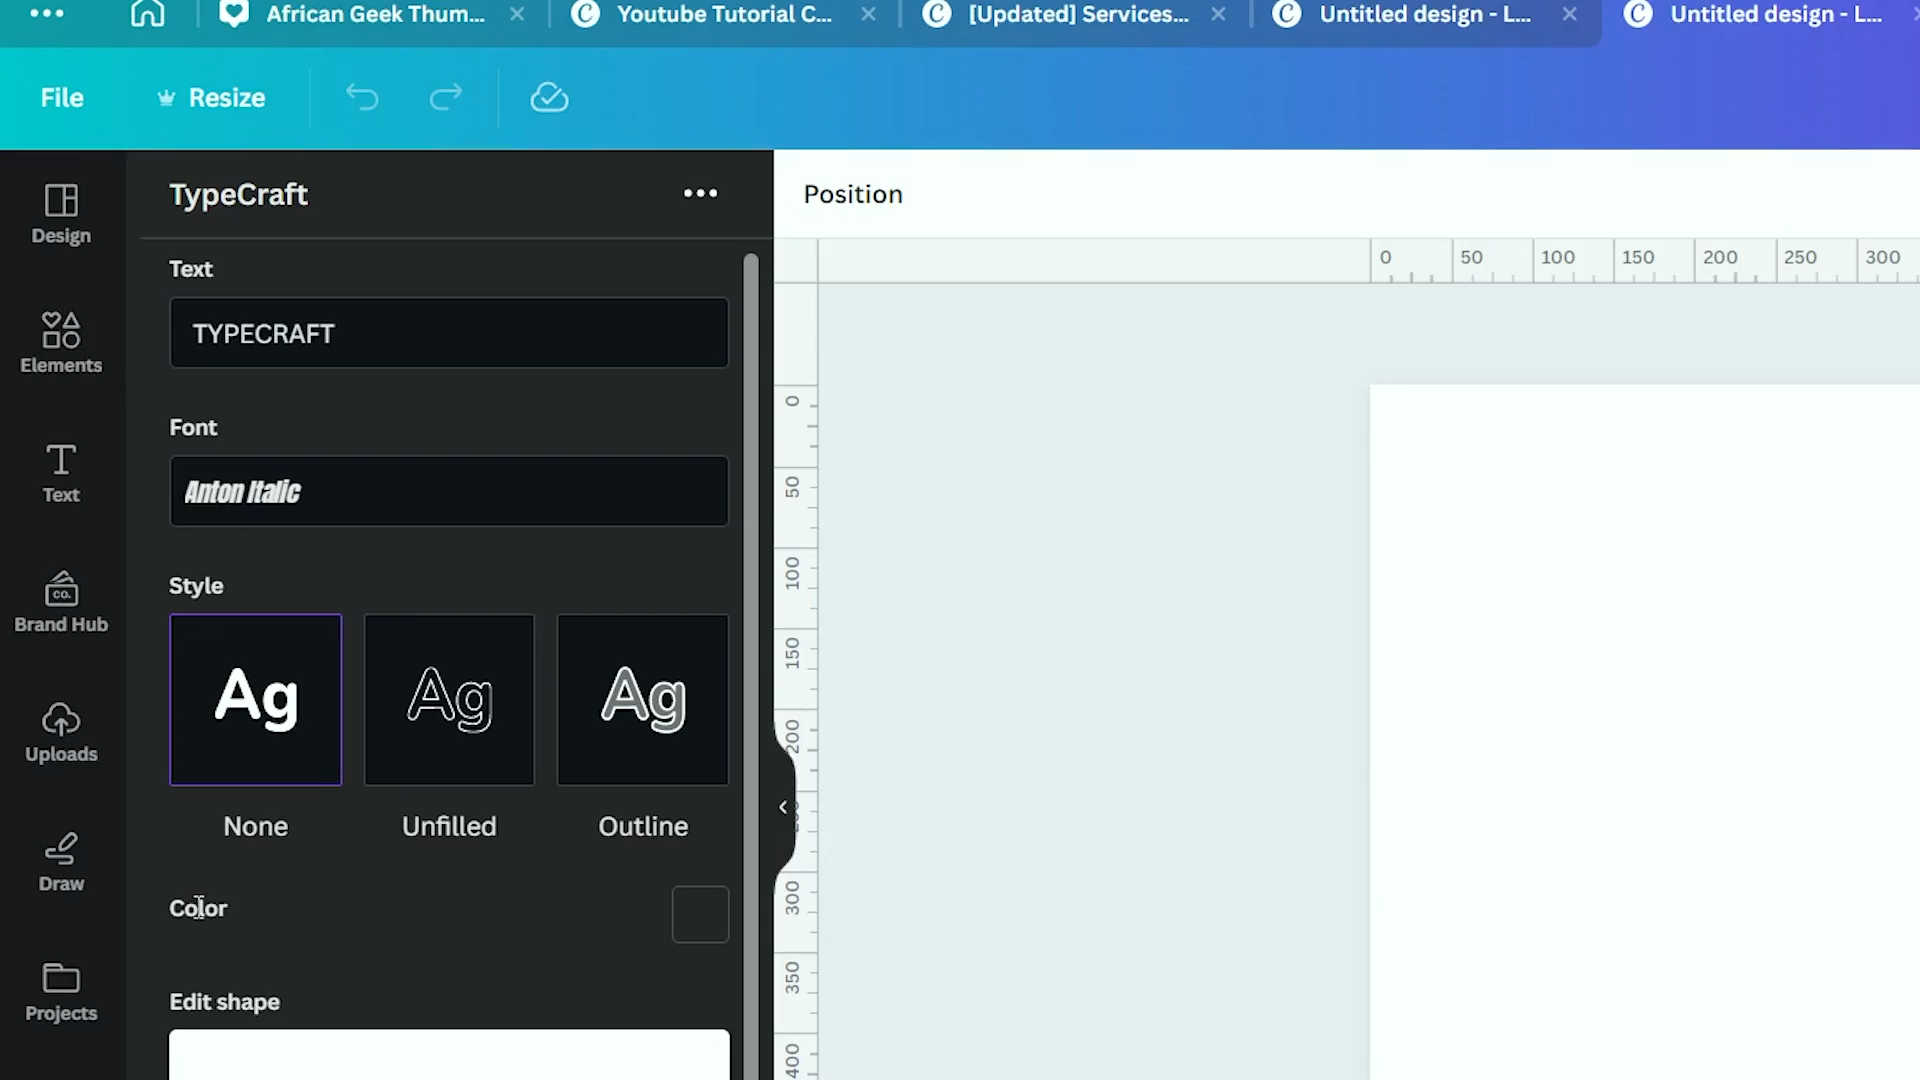 African Geek Thum...
Youtube Tutorial C...
[Updated] Services...
Untitled design - L...
Untitled design - L...
File
Resize
Design
Elements
Text
Brand Hub
CO.
Uploads
Draw
Projects
TypeCraft
Text
TYPECRAFT
Font
Anton Italic
Style
Ag
Ag
Ag
None
Unfilled
Outline
Color
Edit shape
Position
0
50
100
150
200
250
300
0
50
100
150
200
300
350
400